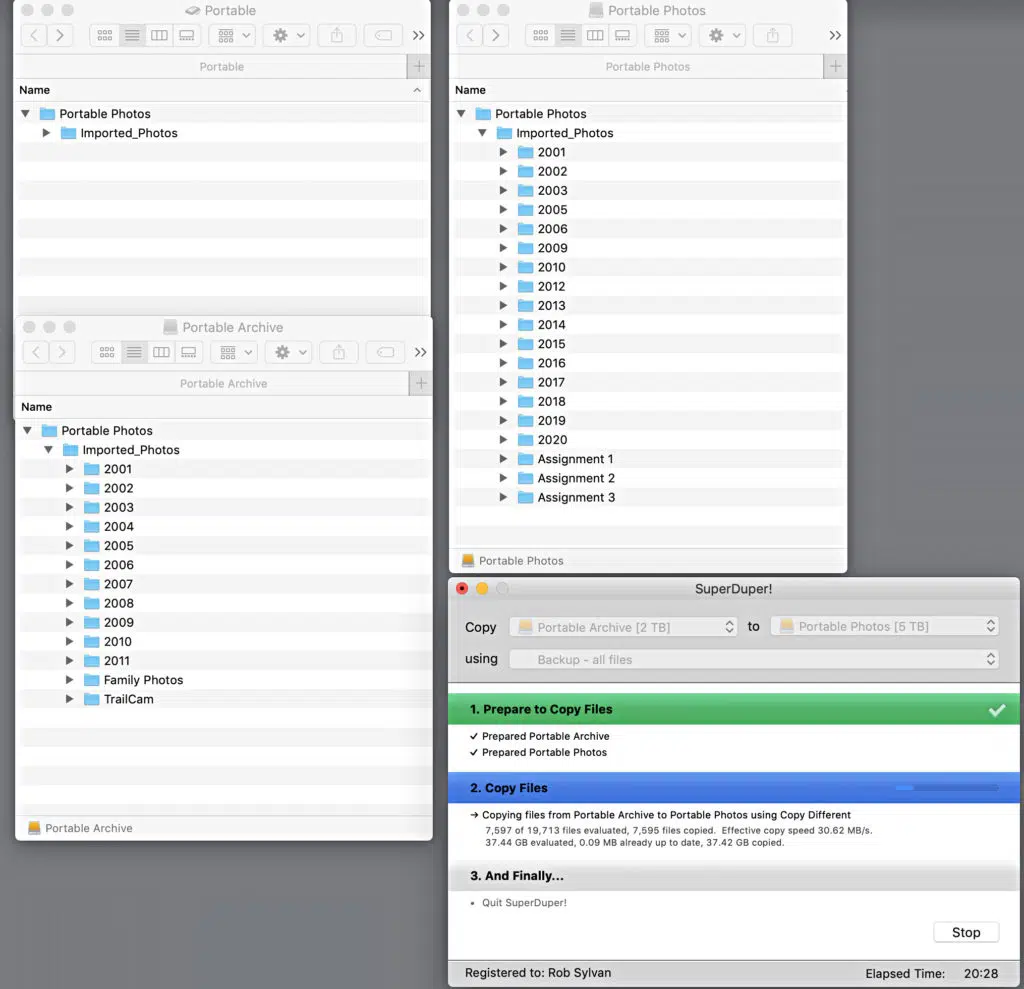 Portable
Portable
Name
Portable Photos
Imported_Photos
Portable Archive
Portable Archive
Name
Portable Photos
Imported_Photos
2001
2002
2003
2004
2005
2006
2007
2008
2009
2010
2011
Family Photos
TrailCam
Portable Archive
Portable Photos
Portable Photos
Name
Portable Photos
Imported_Photos
2001
2002
2003
2005
2006
2009
2010
2012
2013
2014
2015
2016
2017
2018
2019
2020
Assignment 1
Assignment 2
Assignment 3
Portable Photos
SuperDuper!
Copy Portable Archive [2 TB] to Portable Photos [5 TB]
using Backup - all files
1. Prepare to Copy Files
✓ Prepared Portable Archive
✓ Prepared Portable Photos
2. Copy Files
→ Copying files from Portable Archive to Portable Photos using Copy Different
7,597 of 19,713 files evaluated, 7,595 files copied. Effective copy speed 30.62 MB/s.
37.44 GB evaluated, 0.09 MB already up to date, 37.42 GB copied.
3. And Finally...
• Quit SuperDuper!
Stop
Registered to: Rob Sylvan Elapsed Time: 20:28